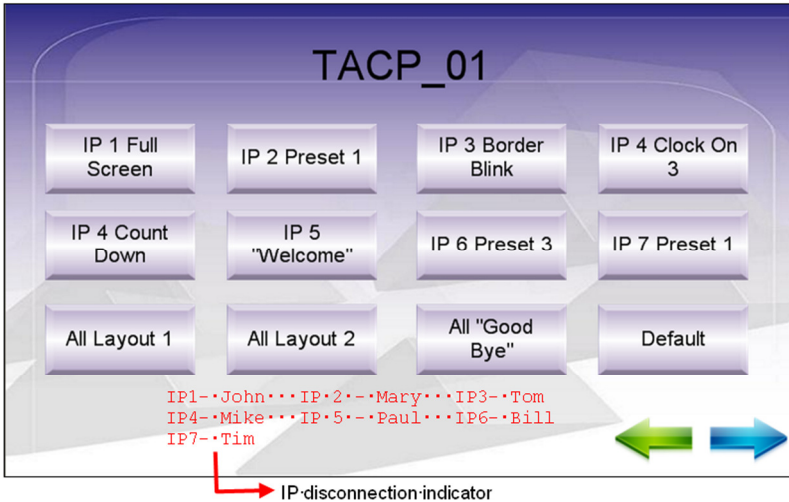 TACP_01
IP 1 Full
Screen
IP 2 Preset 1
IP 3 Border
Blink
IP 4 Clock On
3
IP 4 Count
Down
IP 5
"Welcome"
IP 6 Preset 3
IP 7 Preset 1
All Layout 1
All Layout 2
All "Good
Bye"
Default
IP1-·John···IP·2·-·Mary···IP3-·Tom
IP4-·Mike···IP·5·-·Paul···IP6-·Bill
IP7-·Tim
IP·disconnection·indicator